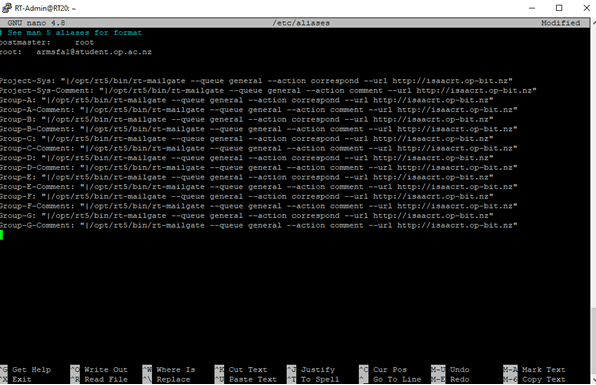 RT-Admin@RT20: ~
GNU nano 4.8 /etc/aliases Modified
# See man 5 aliases for format
postmaster: root
root: armsfal@student.op.ac.nz
Project-Sys: "|/opt/rt5/bin/rt-mailgate --queue general --action correspond --url http://isaacrt.op-bit.nz"
Project-Sys-Comment: "|/opt/rt5/bin/rt-mailgate --queue general --action comment --url http://isaacrt.op-bit.nz"
Group-A: "|/opt/rt5/bin/rt-mailgate --queue general --action correspond --url http://isaacrt.op-bit.nz"
Group-A-Comment: "|/opt/rt5/bin/rt-mailgate --queue general --action comment --url http://isaacrt.op-bit.nz"
Group-B: "|/opt/rt5/bin/rt-mailgate --queue general --action correspond --url http://isaacrt.op-bit.nz"
Group-B-Comment: "|/opt/rt5/bin/rt-mailgate --queue general --action comment --url http://isaacrt.op-bit.nz"
Group-C: "|/opt/rt5/bin/rt-mailgate --queue general --action correspond --url http://isaacrt.op-bit.nz"
Group-C-Comment: "|/opt/rt5/bin/rt-mailgate --queue general --action comment --url http://isaacrt.op-bit.nz"
Group-D: "|/opt/rt5/bin/rt-mailgate --queue general --action correspond --url http://isaacrt.op-bit.nz"
Group-D-Comment: "|/opt/rt5/bin/rt-mailgate --queue general --action comment --url http://isaacrt.op-bit.nz"
Group-E: "|/opt/rt5/bin/rt-mailgate --queue general --action correspond --url http://isaacrt.op-bit.nz"
Group-E-Comment: "|/opt/rt5/bin/rt-mailgate --queue general --action comment --url http://isaacrt.op-bit.nz"
Group-F: "|/opt/rt5/bin/rt-mailgate --queue general --action correspond --url http://isaacrt.op-bit.nz"
Group-F-Comment: "|/opt/rt5/bin/rt-mailgate --queue general --action comment --url http://isaacrt.op-bit.nz"
Group-G: "|/opt/rt5/bin/rt-mailgate --queue general --action correspond --url http://isaacrt.op-bit.nz"
Group-G-Comment: "|/opt/rt5/bin/rt-mailgate --queue general --action comment --url http://isaacrt.op-bit.nz"
^G Get Help ^O Write Out ^W Where Is ^K Cut Text ^J Justify ^C Cur Pos M-U Undo M-A Mark Text
^X Exit ^R Read File ^\ Replace ^U Paste Text ^T To Spell ^_ Go To Line M-E Redo M-6 Copy Text